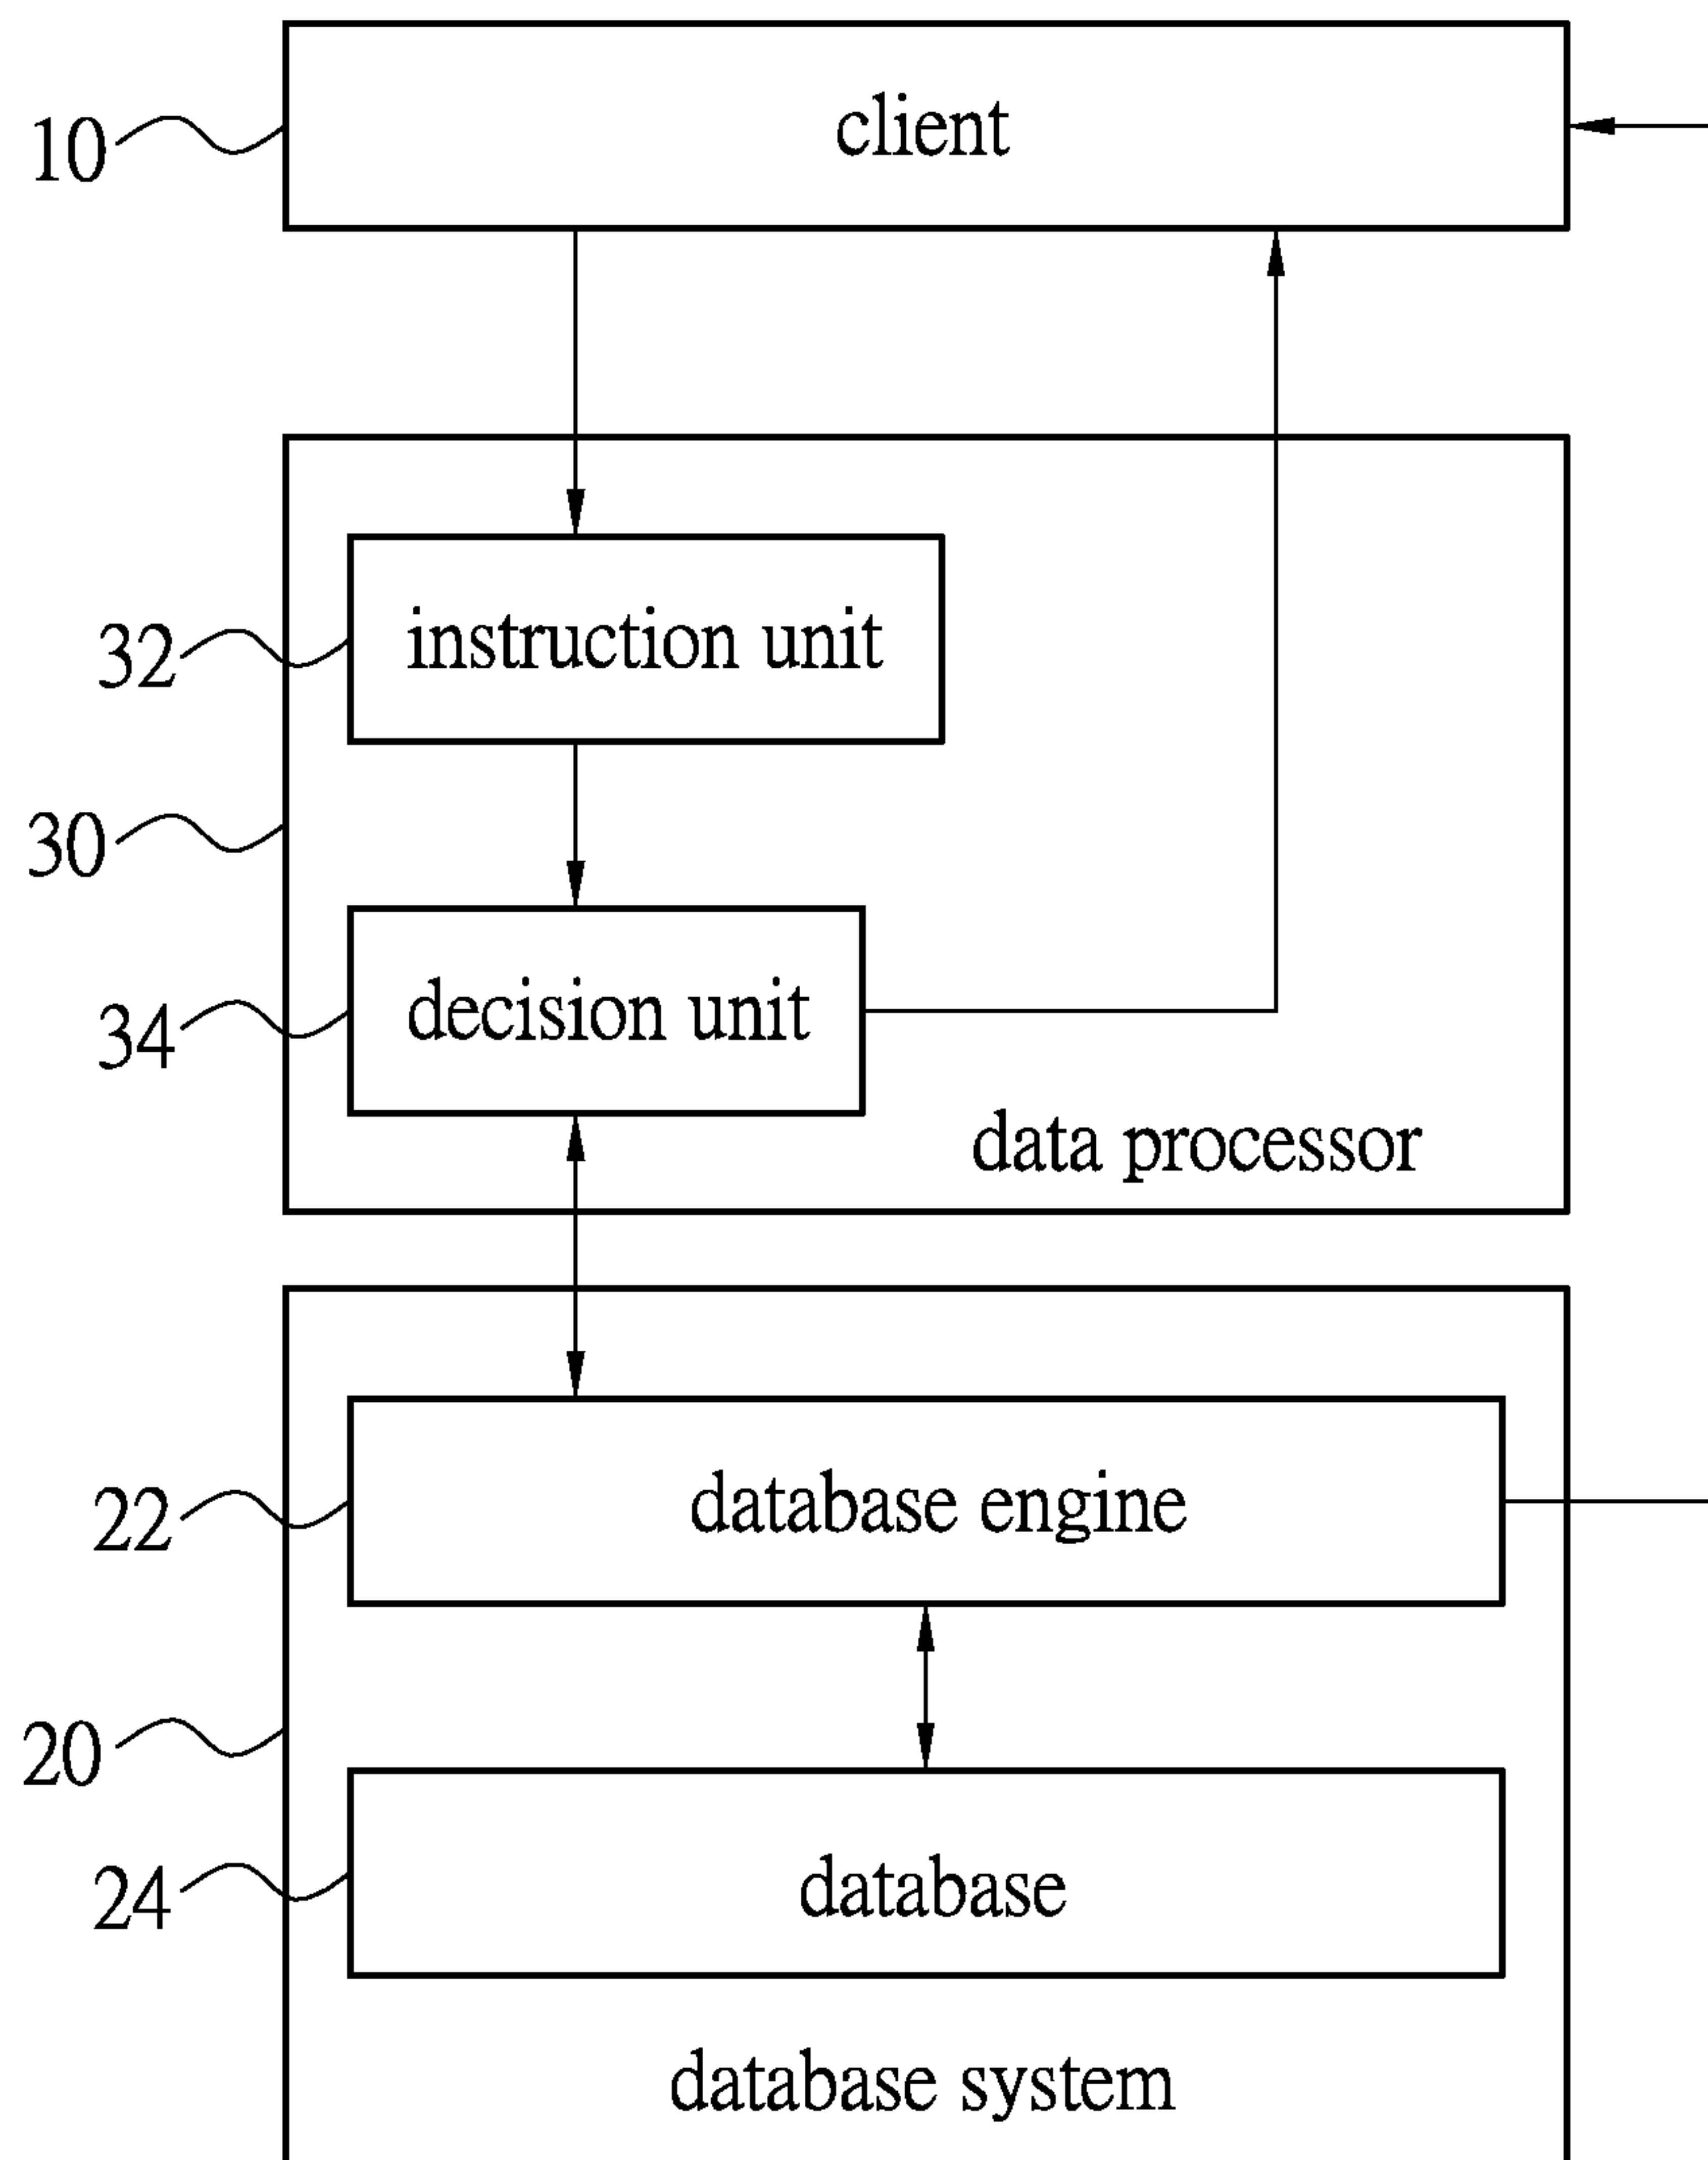 client
10
instruction unit
32
30
decision unit
34
data processor
database engine
22
20
database
24
database system